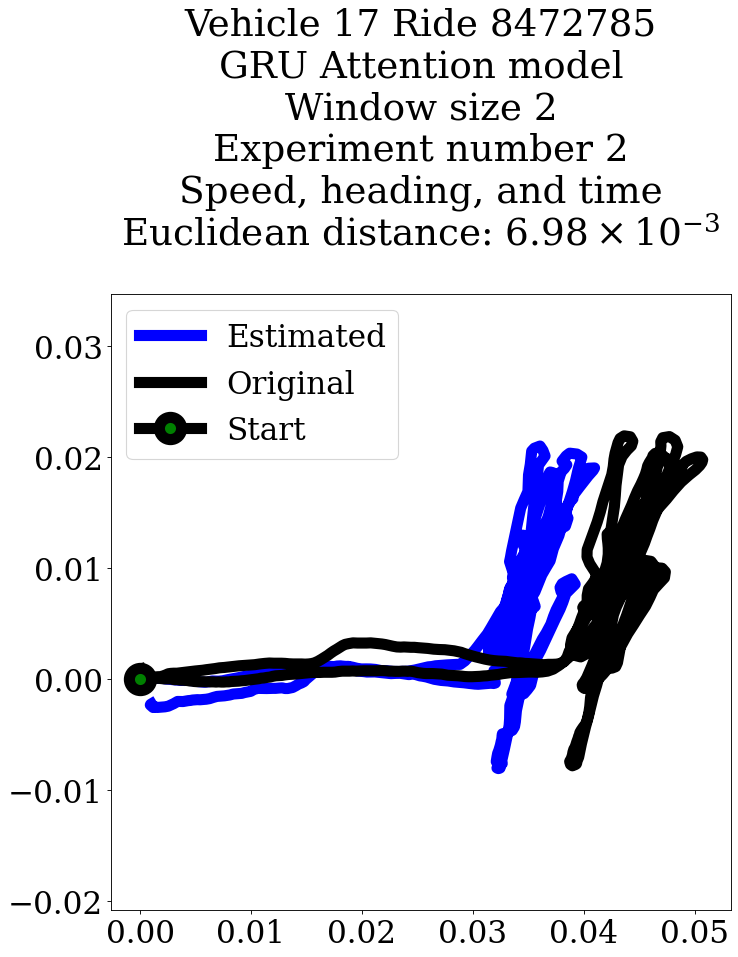 Vehicle 17 Ride 8472785
GRU Attention model
Window size 2
Experiment number 2
Speed, heading, and time
Euclidean distance: 6.98 × 10⁻³
Estimated
Original
Start
0.03
0.02
0.01
0.00
−0.01
−0.02
0.00 0.01 0.02 0.03 0.04 0.05